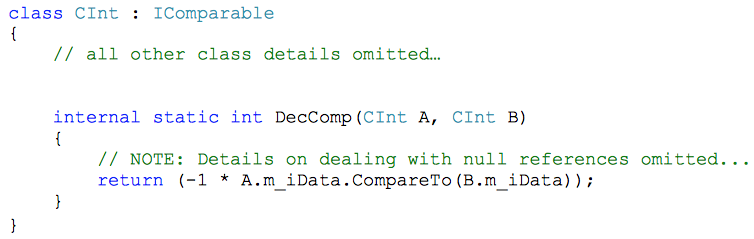 class CInt : IComparable
{
    // all other class details omitted…
    internal static int DecComp(CInt A, CInt B)
    {
        // NOTE: Details on dealing with null references omitted...
        return (-1 * A.m_iData.CompareTo(B.m_iData));
    }
}